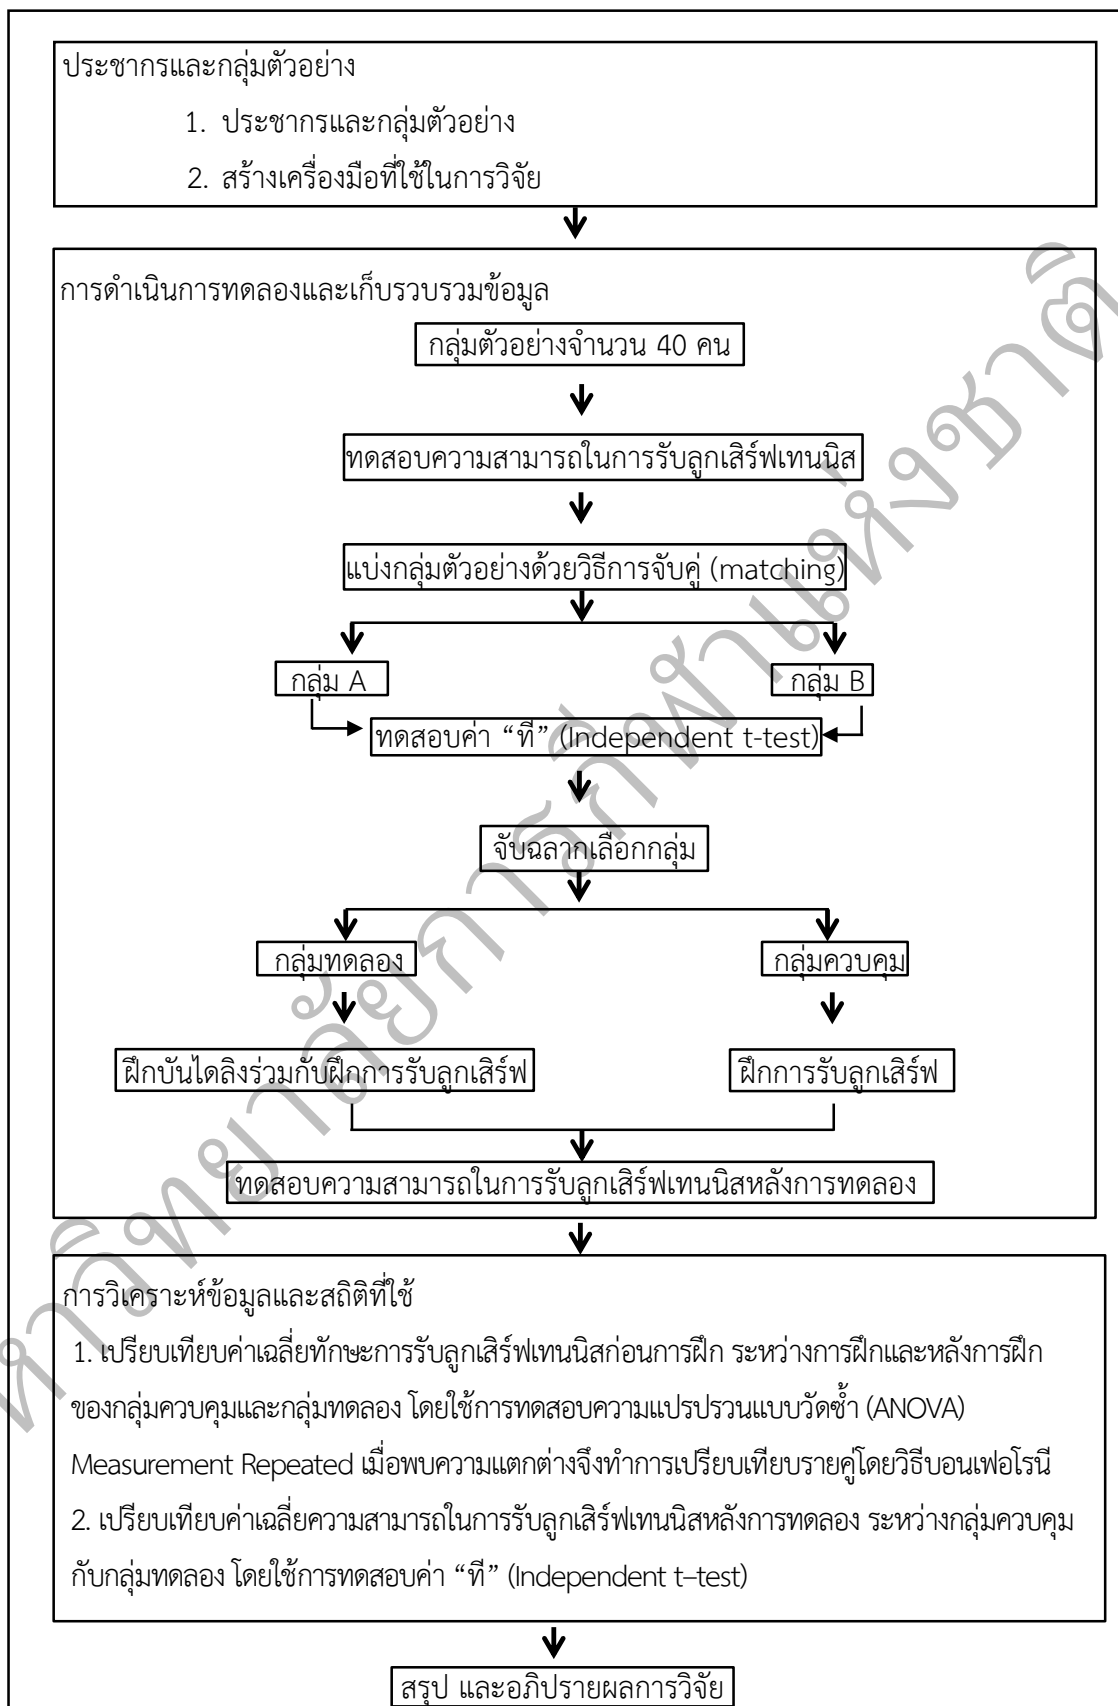 ประชากรและกลุ่มตัวอย่าง
1. ประชากรและกลุ่มตัวอย่าง
2. สร้างเครื่องมือที่ใช้ในการวิจัย
การดำเนินการทดลองและเก็บรวบรวมข้อมูล
กลุ่มตัวอย่างจำนวน 40 คน
ทดสอบความสามารถในการรับลูกเสิร์ฟเทนนิส
แบ่งกลุ่มตัวอย่างด้วยวิธีการจับคู่ (matching)
กลุ่ม A
กลุ่ม B
ทดสอบค่า “ที” (Independent t-test)
จับฉลากเลือกกลุ่ม
กลุ่มทดลอง
กลุ่มควบคุม
ฝึกบันไดลิงร่วมกับฝึกการรับลูกเสิร์ฟ
ฝึกการรับลูกเสิร์ฟ
ทดสอบความสามารถในการรับลูกเสิร์ฟเทนนิสหลังการทดลอง
การวิเคราะห์ข้อมูลและสถิติที่ใช้
1. เปรียบเทียบค่าเฉลี่ยทักษะการรับลูกเสิร์ฟเทนนิสก่อนการฝึก ระหว่างการฝึกและหลังการฝึก
ของกลุ่มควบคุมและกลุ่มทดลอง โดยใช้การทดสอบความแปรปรวนแบบวัดซ้ำ (ANOVA)
Measurement Repeated เมื่อพบความแตกต่างจึงทำการเปรียบเทียบรายคู่โดยวิธีบอนเฟอโรนี
2. เปรียบเทียบค่าเฉลี่ยความสามารถในการรับลูกเสิร์ฟเทนนิสหลังการทดลอง ระหว่างกลุ่มควบคุม
กับกลุ่มทดลอง โดยใช้การทดสอบค่า “ที” (Independent t–test)
สรุป และอภิปรายผลการวิจัย
มหาวิทยาลัยการกีฬาแห่งชาติ